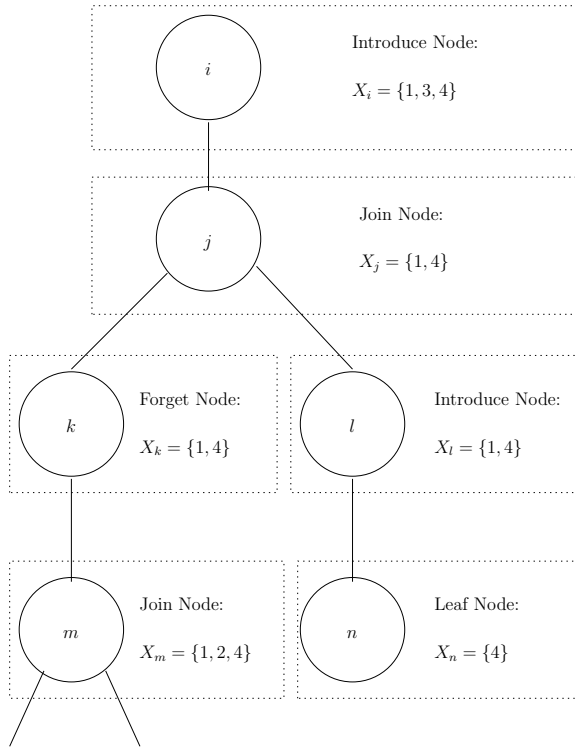 Introduce Node:
i
X_i = {1, 3, 4}
Join Node:
j
X_j = {1, 4}
Forget Node:
k
X_k = {1, 4}
Introduce Node:
l
X_l = {1, 4}
Join Node:
m
X_m = {1, 2, 4}
Leaf Node:
n
X_n = {4}